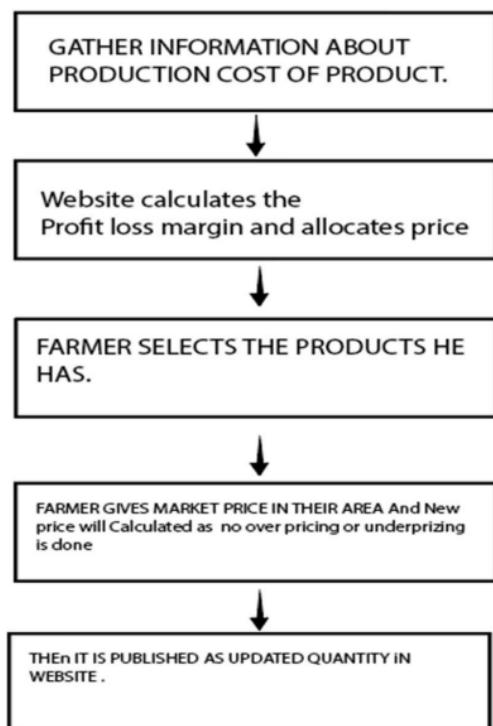 GATHER INFORMATION ABOUT
PRODUCTION COST OF PRODUCT.
Website calculates the
Profit loss margin and allocates price
FARMER SELECTS THE PRODUCTS HE
HAS.
FARMER GIVES MARKET PRICE IN THEIR AREA And New
price will Calculated as no over pricing or underprizing
is done
THEn IT IS PUBLISHED AS UPDATED QUANTITY iN
WEBSITE .